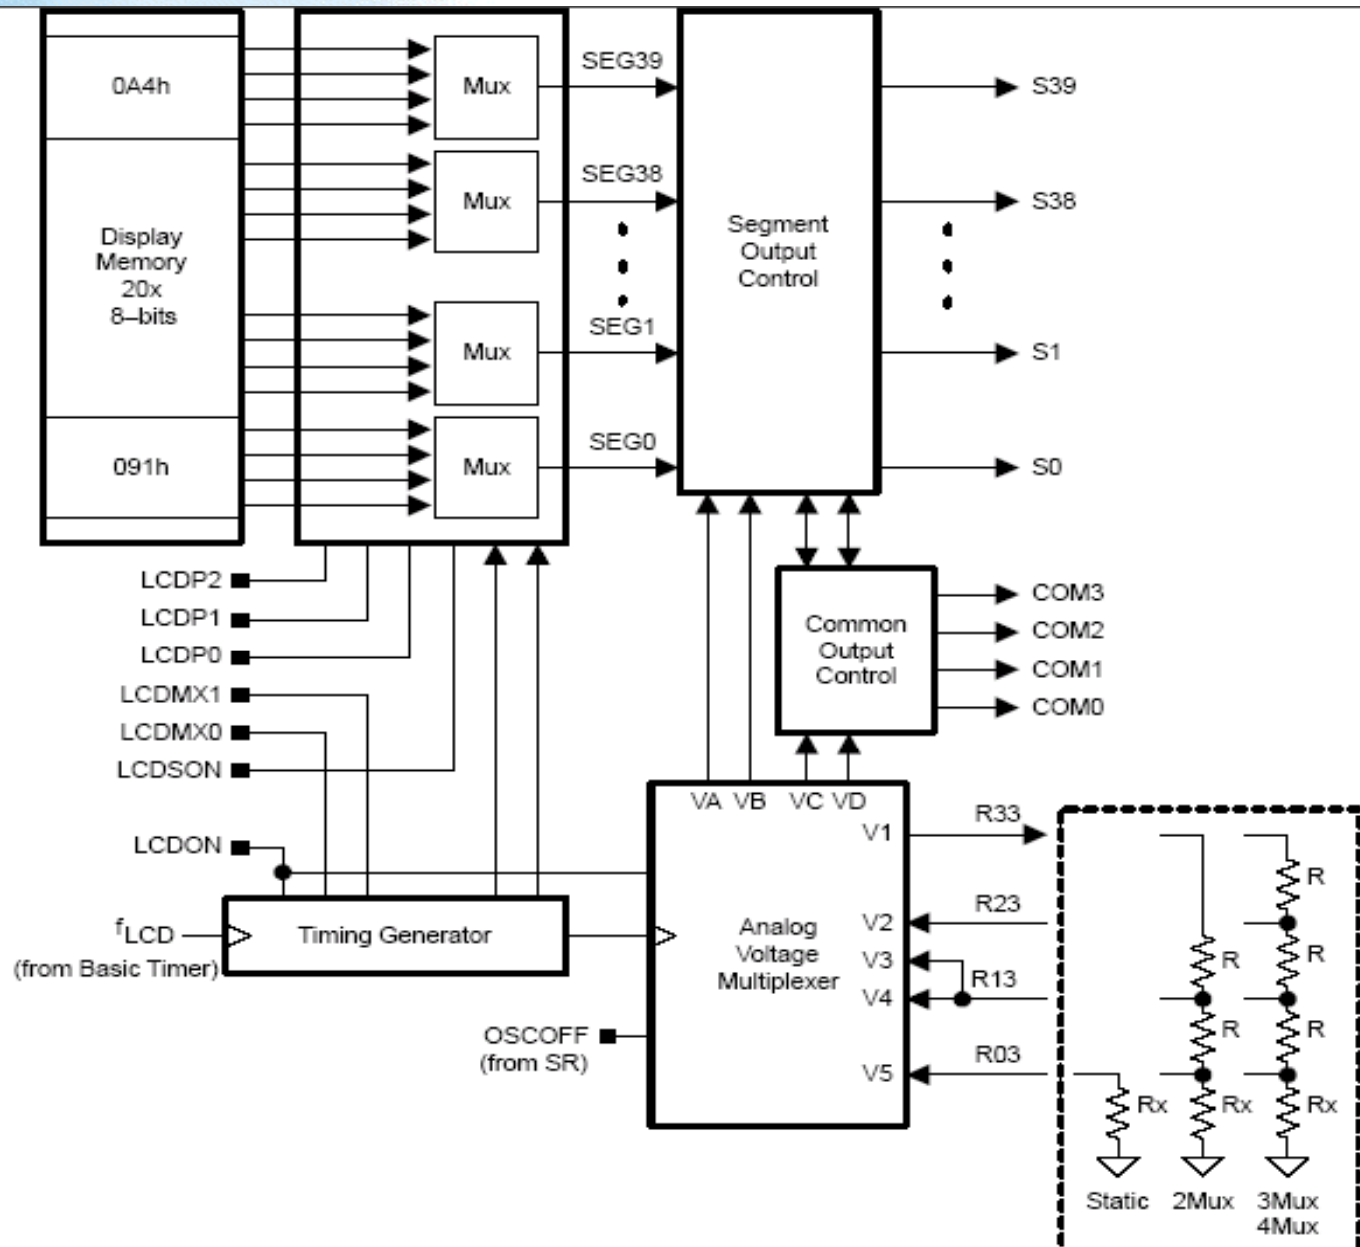 0A4h
Display
Memory
20x
8–bits
091h
Mux
Mux
Mux
Mux
SEG39
SEG38
SEG1
SEG0
Segment
Output
Control
S39
S38
S1
S0
LCDP2
LCDP1
LCDP0
LCDMX1
LCDMX0
LCDSON
LCDON
fLCD
(from Basic Timer)
Timing Generator
OSCOFF
(from SR)
Common
Output
Control
COM3
COM2
COM1
COM0
VA VB VC VD
V1
V2
V3
V4
V5
Analog
Voltage
Multiplexer
R33
R23
R13
R03
R
R
R
R
R
Rx
Rx
Rx
Static
2Mux
3Mux
4Mux